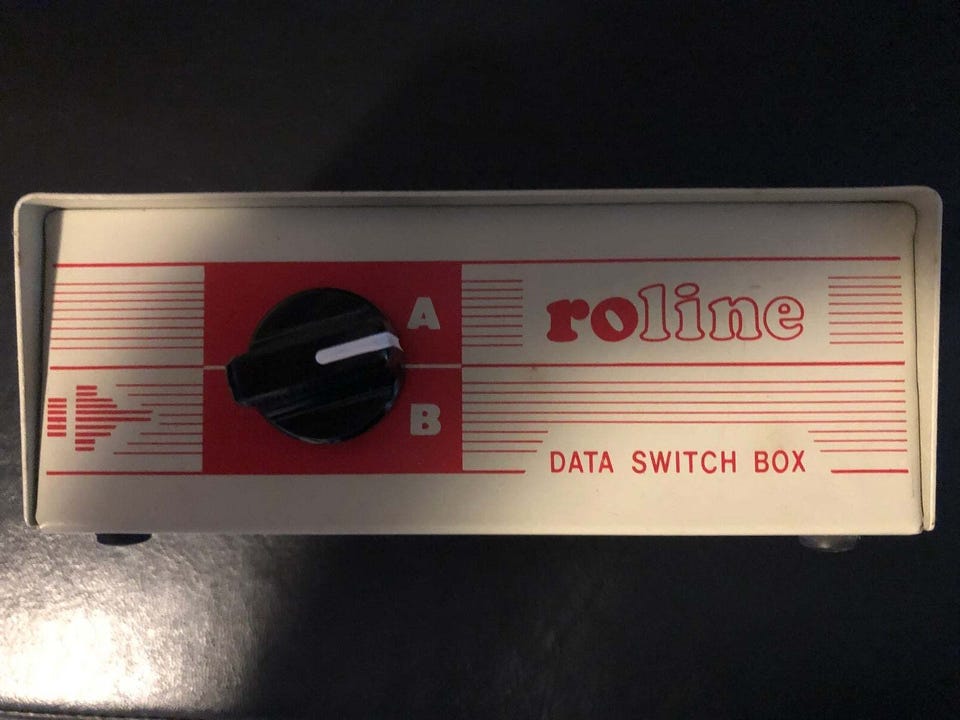 A
roline
B
DATA SWITCH BOX